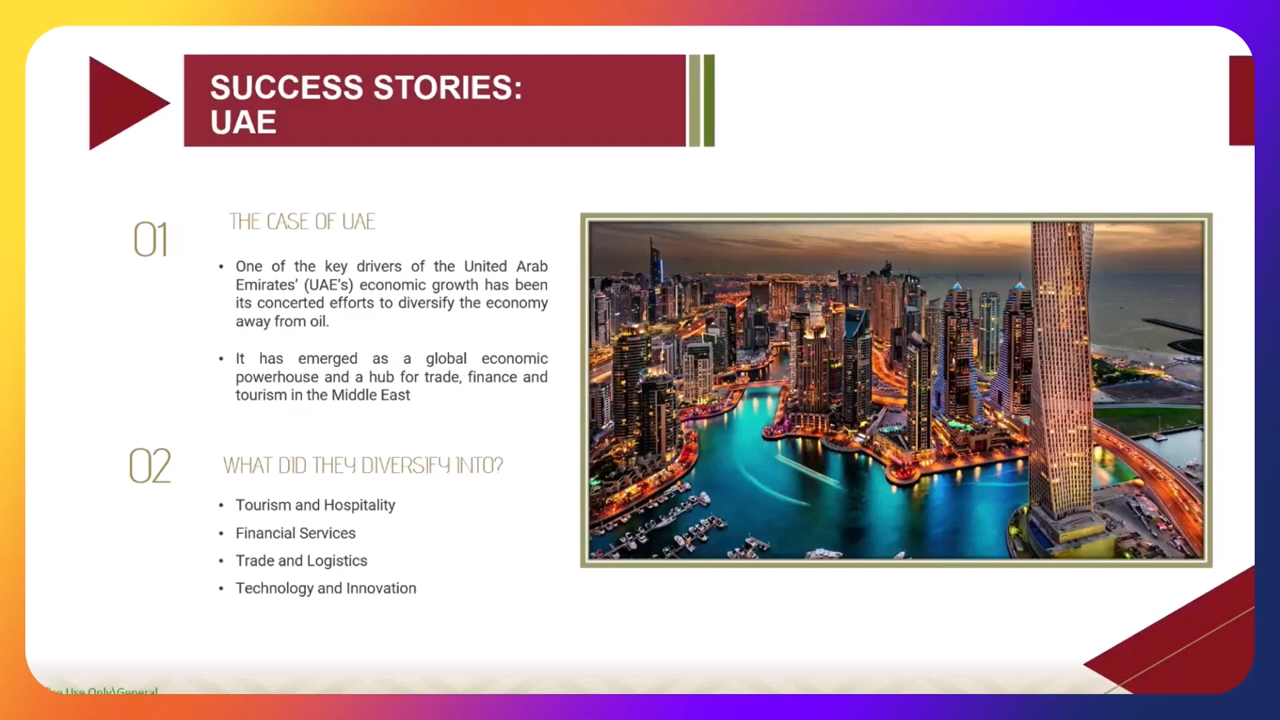 SUCCESS STORIES:
UAE
01
THE CASE OF UAE
• One of the key drivers of the United Arab
Emirates' (UAE's) economic growth has been
its concerted efforts to diversify the economy
away from oil.
• It has emerged as a global economic
powerhouse and a hub for trade, finance and
tourism in the Middle East
02
WHAT DID THEY DIVERSIFY INTO?
• Tourism and Hospitality
• Financial Services
• Trade and Logistics
• Technology and Innovation
Use Only\General